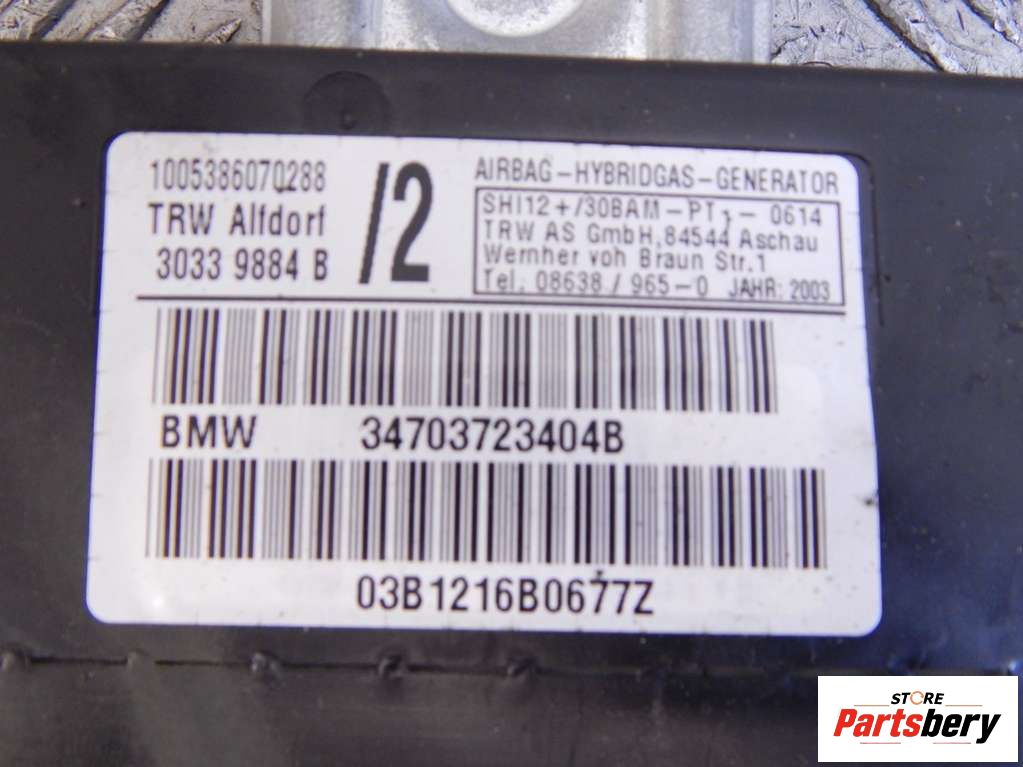 1005386070288
TRW Alfdorf
3033 9884 B
/2
AIRBAG-HYBRIDGAS-GENERATOR
SHI12+/30BAM-PT-- 0614
TRW AS GmbH, 84544 Aschau
Wernher voh Braun Str.1
Tel. 08638 / 965-0 JAHR: 2003
BMW 34703723404B
03B1216B0677Z
STORE
Partsbery